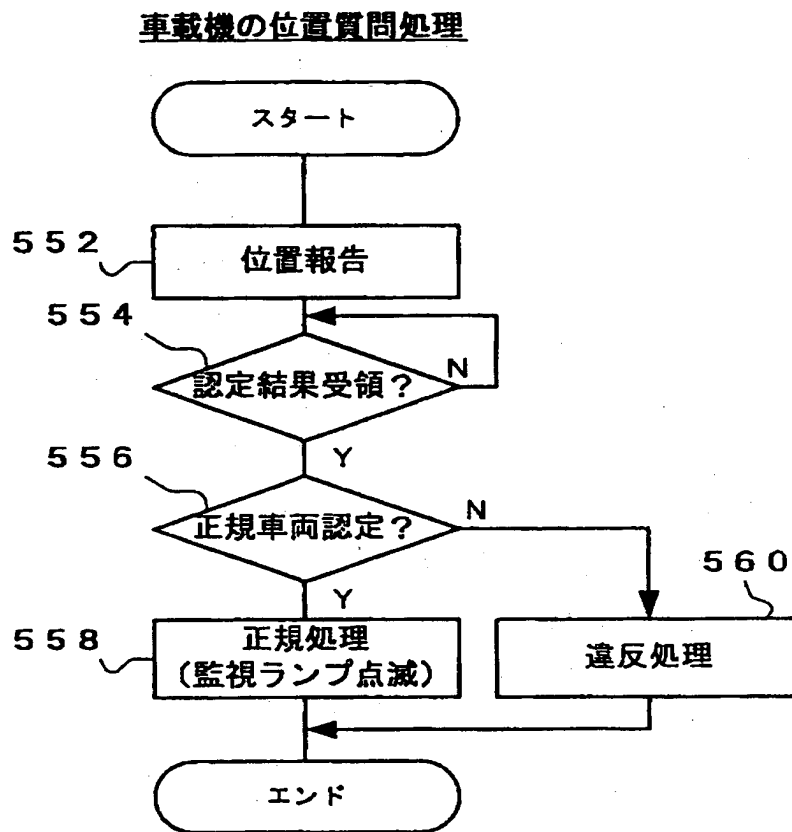 車載機の位置質問処理
スタート
５５２
位置報告
５５４
認定結果受領？
N
Y
５５６
正規車両認定？
N
Y
５５８
正規処理
（監視ランプ点滅）
５６０
違反処理
エンド